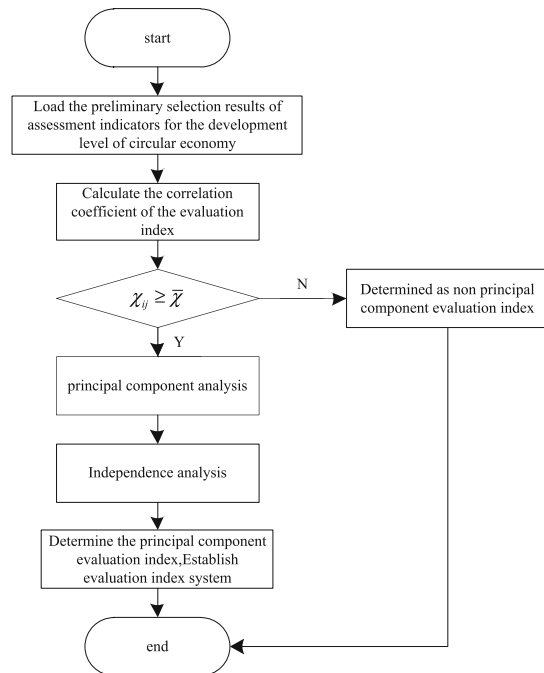 start
Load the preliminary selection results of
assessment indicators for the development
level of circular economy
Calculate the correlation
coefficient of the evaluation
index
χij ≥ χ̅
N
Determined as non principal
component evaluation index
Y
principal component analysis
Independence analysis
Determine the principal component
evaluation index,Establish
evaluation index system
end